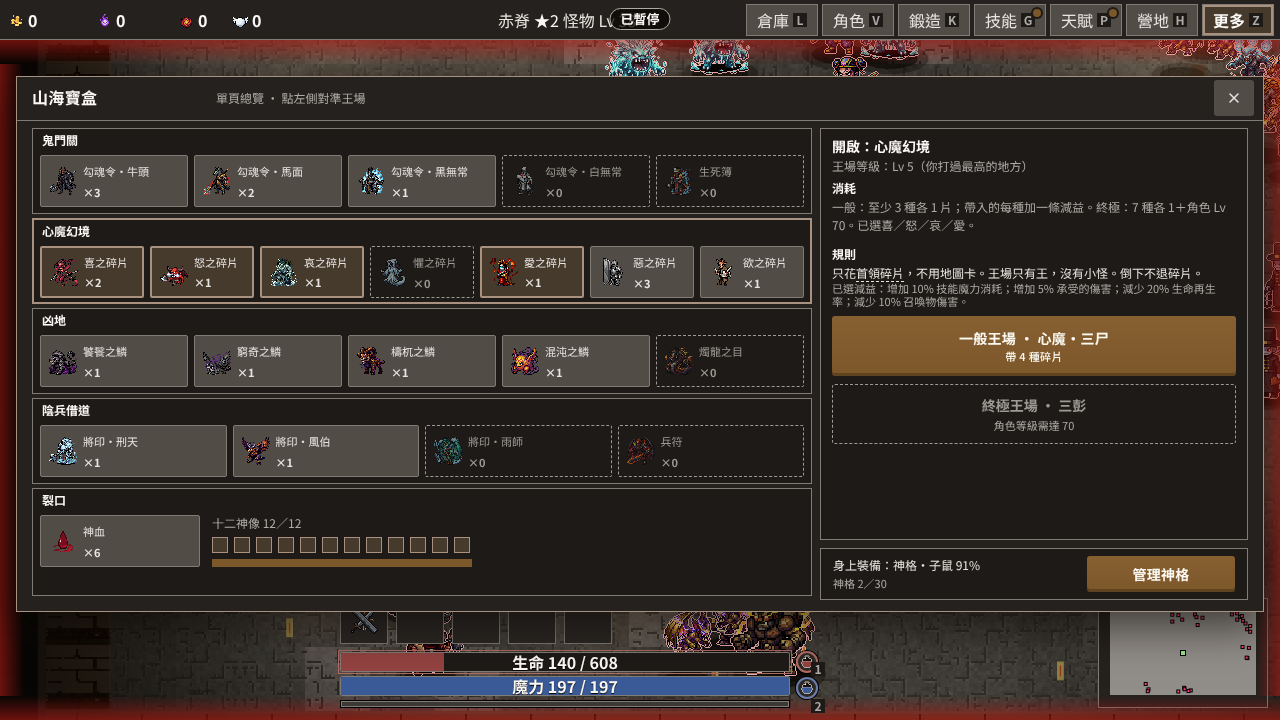 0
0
0
0
赤脊 ★2 怪物 Lv
已暫停
倉庫 L
角色 V
鍛造 K
技能 G
天賦 P
營地 H
更多 Z
山海寶盒
單頁總覽 · 點左側對準王場
×
鬼門關
勾魂令·牛頭
×3
勾魂令·馬面
×2
勾魂令·黑無常
×1
勾魂令·白無常
×0
生死薄
×0
心魔幻境
喜之碎片
×2
怒之碎片
×1
哀之碎片
×1
懼之碎片
×0
愛之碎片
×1
惡之碎片
×3
欲之碎片
×1
凶地
饕餮之鱗
×1
窮奇之鱗
×1
檮杌之鱗
×1
混沌之鱗
×1
燭龍之目
×0
陰兵借道
將印·刑天
×1
將印·風伯
×1
將印·雨師
×0
兵符
×0
裂口
神血
×6
十二神像 12／12
開啟：心魔幻境
王場等級：Lv 5（你打過最高的地方）
消耗
一般：至少 3 種各 1 片；帶入的每種加一條減益。終極：7 種各 1＋角色 Lv
70。已選喜／怒／哀／愛。
規則
只花首領碎片，不用地圖卡。王場只有王，沒有小怪。倒下不退碎片。
已選減益：增加 10% 技能魔力消耗；增加 5% 承受的傷害；減少 20% 生命再生
率；減少 10% 召喚物傷害。
一般王場 · 心魔·三尸
帶 4 種碎片
終極王場 · 三彭
角色等級需達 70
身上裝備：神格·子鼠 91%
神格 2／30
管理神格
生命 140 / 608
1
魔力 197 / 197
2